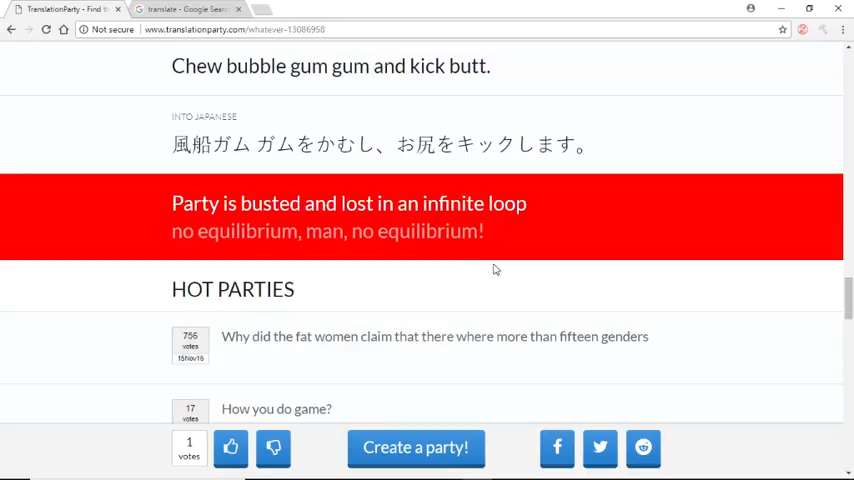 TranslationParty - Find th
translate - Google Searc
Not secure
www.translationparty.com/whatever-13086958
Chew bubble gum gum and kick butt.
INTO JAPANESE
風船ガム ガムをかむし、お尻をキックします。
Party is busted and lost in an infinite loop
no equilibrium, man, no equilibrium!
HOT PARTIES
756
votes
15Nov16
Why did the fat women claim that there where more than fifteen genders
17
votes
How you do game?
1
votes
Create a party!